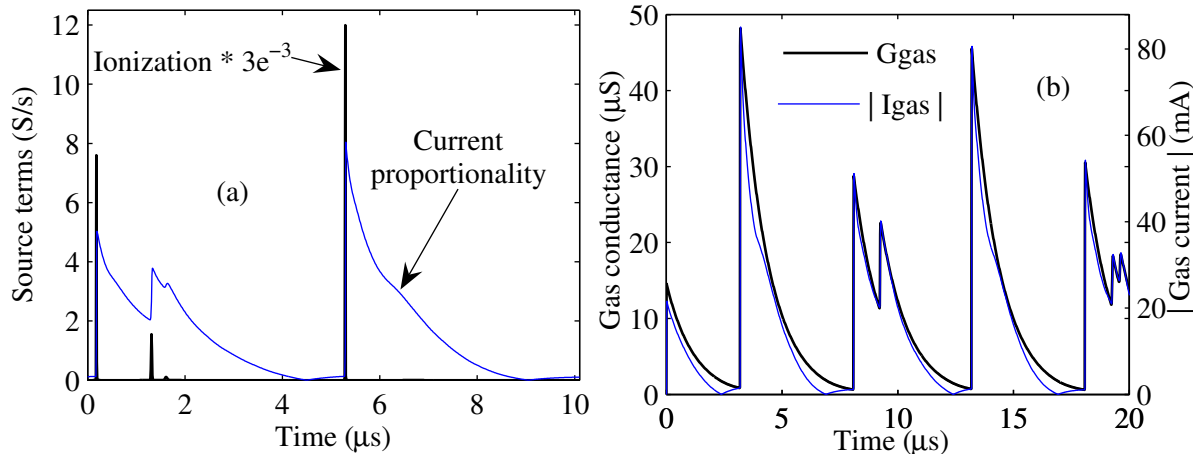 12
10
8
6
4
2
0
Source terms (S/s)
Ionization * 3e⁻³
Current
proportionality
(a)
0 2 4 6 8 10
Time (μs)
50
40
30
20
10
0
Gas conductance (μS)
Ggas
| Igas |
(b)
80
60
40
20
0
| Gas current | (mA)
0 5 10 15 20
Time (μs)